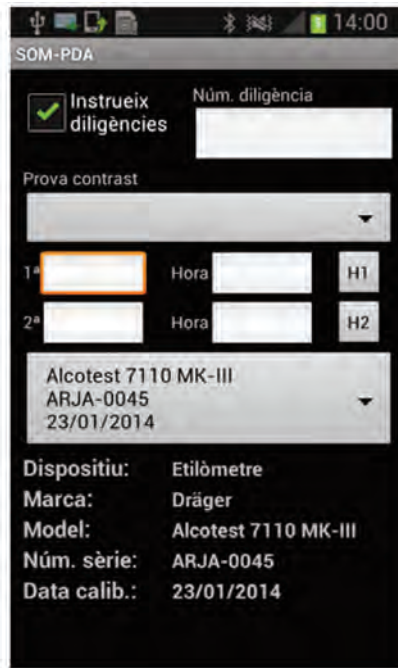 14:00
SOM-PDA
Instrueix
diligències
Núm. diligència
Prova contrast
1ª Hora H1
2ª Hora H2
Alcotest 7110 MK-III
ARJA-0045
23/01/2014
Dispositiu: Etilòmetre
Marca: Dräger
Model: Alcotest 7110 MK-III
Núm. sèrie: ARJA-0045
Data calib.: 23/01/2014